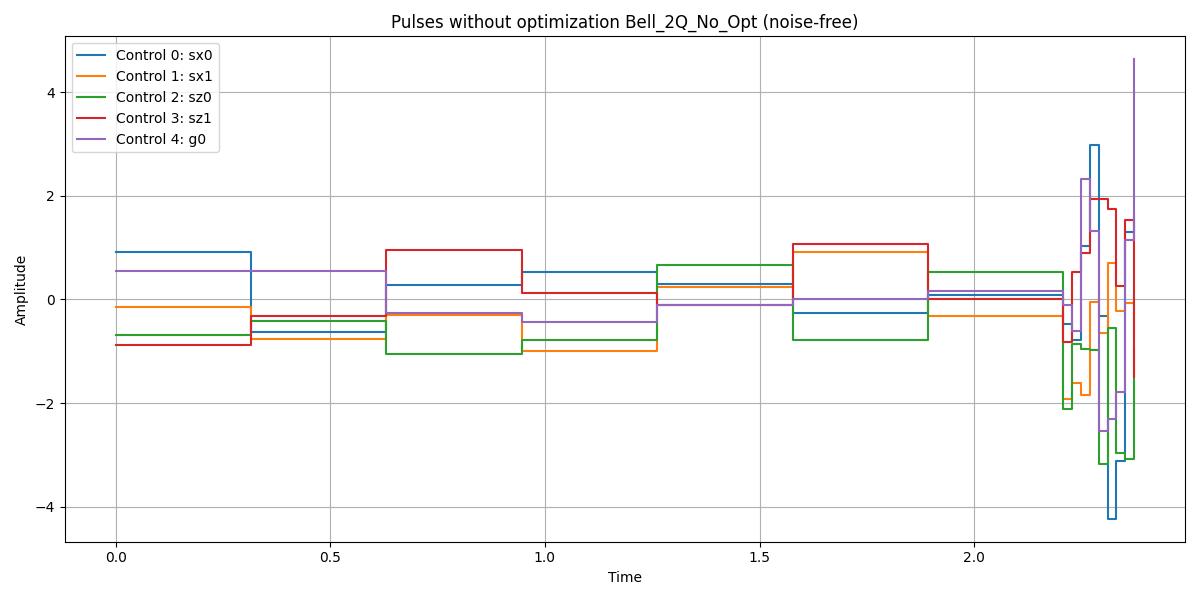 Pulses without optimization Bell_2Q_No_Opt (noise-free)
Control 0: sx0
Control 1: sx1
Control 2: sz0
Control 3: sz1
Control 4: g0
Amplitude
4
2
0
−2
−4
0.0 0.5 1.0 1.5 2.0
Time